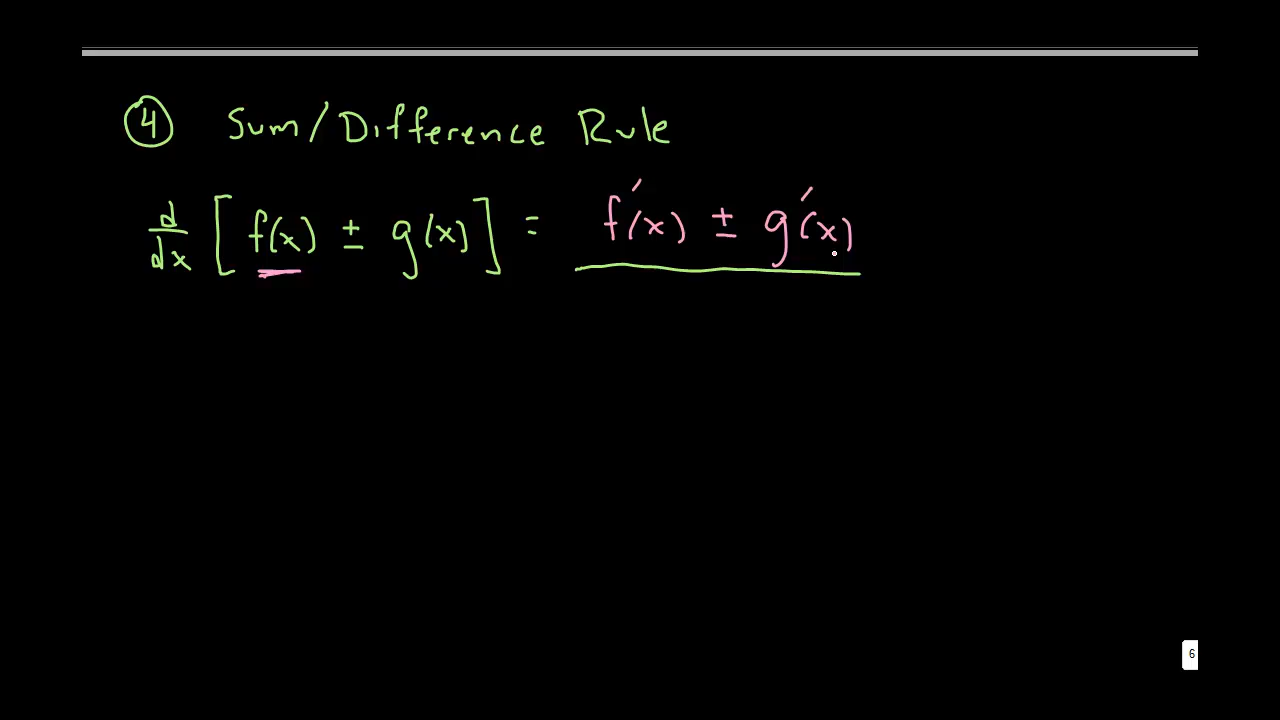 ④ Sum/Difference Rule
d/dx [f(x) ± g(x)] = f'(x) ± g'(x)
6